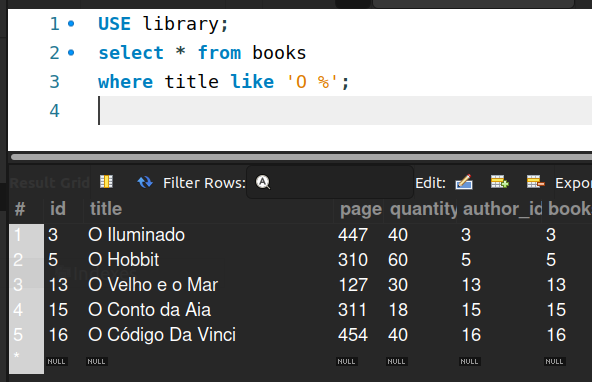 1 USE library;
2 select * from books
3 where title like 'O %';
4
Result Grid Filter Rows: Edit: Expor
# id title page quantity author_id book
1 3 O Iluminado 447 40 3 3
2 5 O Hobbit 310 60 5 5
3 13 O Velho e o Mar 127 30 13 13
4 15 O Conto da Aia 311 18 15 15
5 16 O Código Da Vinci 454 40 16 16
* NULL NULL NULL NULL NULL NULL